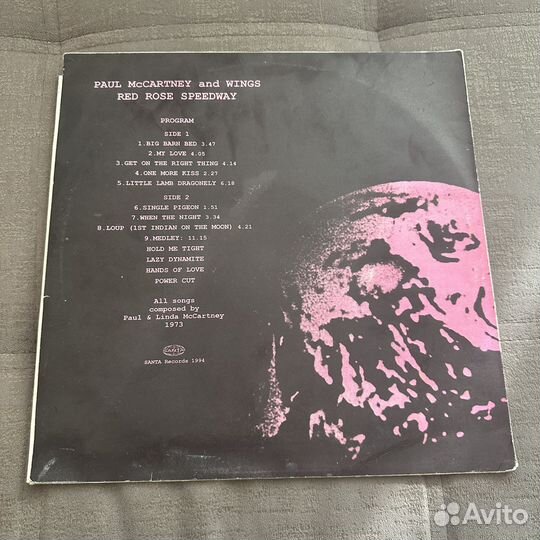 PAUL McCARTNEY and WINGS
RED ROSE SPEEDWAY
PROGRAM
SIDE 1
1.BIG BARN BED 3.47
2.MY LOVE 4.05
3.GET ON THE RIGHT THING 4.14
4.ONE MORE KISS 2.27
5.LITTLE LAMB DRAGONELY 6.18
SIDE 2
6.SINGLE PIGEON 1.51
7.WHEN THE NIGHT 3.34
8.LOUP (1ST INDIAN ON THE MOON) 4.21
9.MEDLEY: 11.15
HOLD ME TIGHT
LAZY DYNAMITE
HANDS OF LOVE
POWER CUT
All songs
composed by
Paul & Linda McCartney
1973
SANTA
SANTA Records 1994
Avito